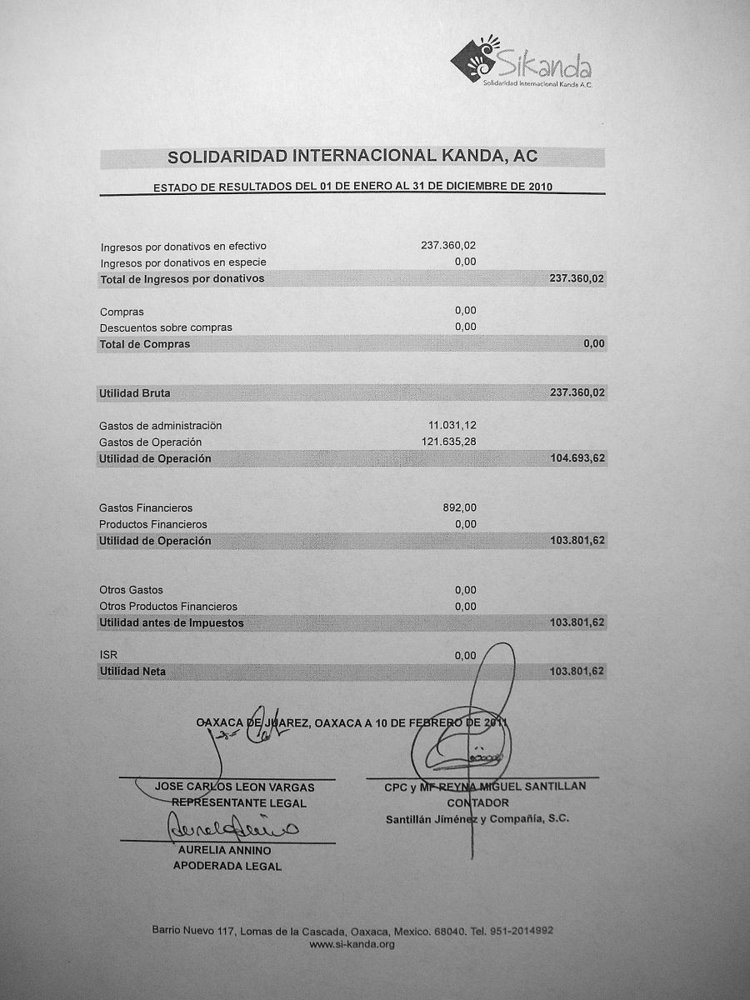 Sikanda
Solidaridad Internacional Kanda A.C.
SOLIDARIDAD INTERNACIONAL KANDA, AC
ESTADO DE RESULTADOS DEL 01 DE ENERO AL 31 DE DICIEMBRE DE 2010
Ingresos por donativos en efectivo 237.360,02
Ingresos por donativos en especie 0,00
Total de Ingresos por donativos 237.360,02
Compras 0,00
Descuentos sobre compras 0,00
Total de Compras 0,00
Utilidad Bruta 237.360,02
Gastos de administraciön 11.031,12
Gastos de Operación 121.635,28
Utilidad de Operación 104.693,62
Gastos Financieros 892,00
Productos Financieros 0,00
Utilidad de Operación 103.801,62
Otros Gastos 0,00
Otros Productos Financieros 0,00
Utilidad antes de Impuestos 103.801,62
ISR 0,00
Utilidad Neta 103.801,62
OAXACA DE JUAREZ, OAXACA A 10 DE FEBRERO DE 2011
JOSE CARLOS LEON VARGAS
REPRESENTANTE LEGAL
AURELIA ANNINO
APODERADA LEGAL
CPC y MF REYNA MIGUEL SANTILLAN
CONTADOR
Santillán Jiménez y Compañía, S.C.
Barrio Nuevo 117, Lomas de la Cascada, Oaxaca, Mexico. 68040. Tel. 951-2014992
www.si-kanda.org